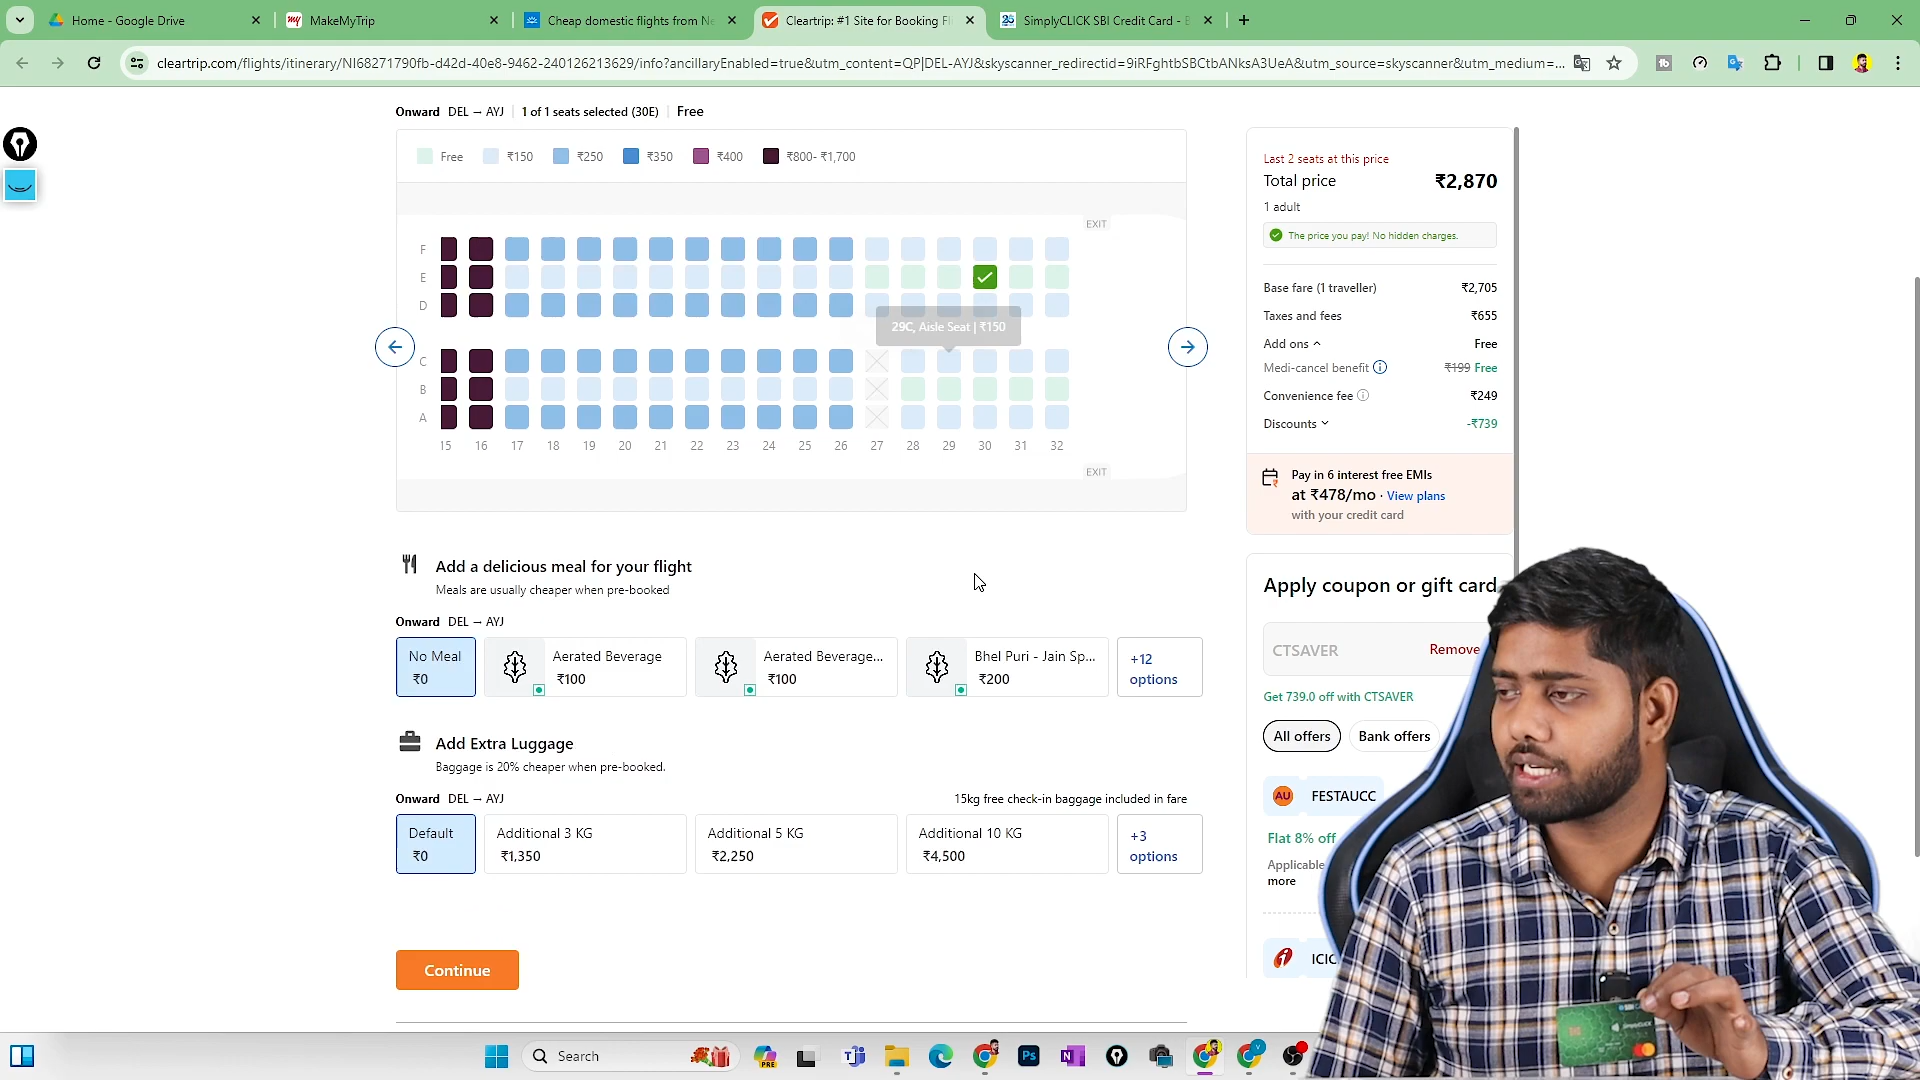 Home - Google Drive
MakeMyTrip
Cheap domestic flights from Ne
Cleartrip: #1 Site for Booking Fl
SimplyCLICK SBI Credit Card - B
cleartrip.com/flights/itinerary/NI68271790fb-d42d-40e8-9462-240126213629/info?ancillaryEnabled=true&utm_content=QP|DEL-AYJ&skyscanner_redirectid=9iRFghtbSBCtbANksA3UeA&utm_source=skyscanner&utm_medium=...
Onward DEL → AYJ | 1 of 1 seats selected (30E) | Free
Free ₹150 ₹250 ₹350 ₹400 ₹800- ₹1,700
EXIT
F
E
D
29C, Aisle Seat | ₹150
C
B
A
15 16 17 18 19 20 21 22 23 24 25 26 27 28 29 30 31 32
EXIT
Add a delicious meal for your flight
Meals are usually cheaper when pre-booked
Onward DEL → AYJ
No Meal
₹0
Aerated Beverage
₹100
Aerated Beverage...
₹100
Bhel Puri - Jain Sp...
₹200
+12
options
Add Extra Luggage
Baggage is 20% cheaper when pre-booked.
Onward DEL → AYJ
15kg free check-in baggage included in fare
Default
₹0
Additional 3 KG
₹1,350
Additional 5 KG
₹2,250
Additional 10 KG
₹4,500
+3
options
Continue
Last 2 seats at this price
Total price ₹2,870
1 adult
The price you pay! No hidden charges.
Base fare (1 traveller) ₹2,705
Taxes and fees ₹655
Add ons Free
Medi-cancel benefit ₹199 Free
Convenience fee ₹249
Discounts -₹739
Pay in 6 interest free EMIs
at ₹478/mo · View plans
with your credit card
Apply coupon or gift card
CTSAVER Remove
Get 739.0 off with CTSAVER
All offers Bank offers
AU FESTAUCC
Flat 8% off
Applicable
more
ICIC
Search
PRE
Ps